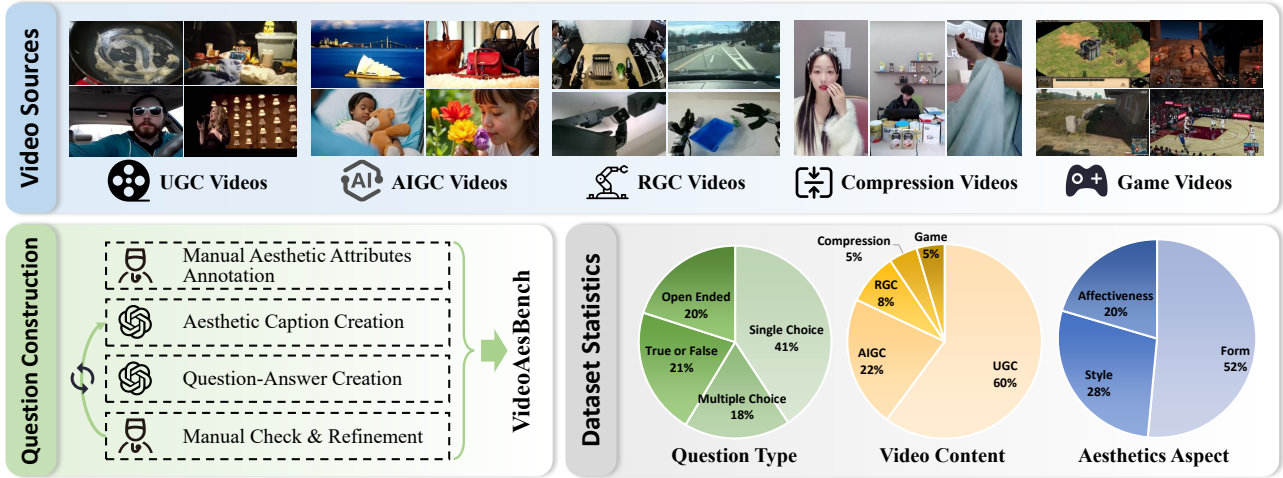 Video Sources
UGC Videos
AI
AIGC Videos
RGC Videos
Compression Videos
Game Videos
Question Construction
Manual Aesthetic Attributes
Annotation
Aesthetic Caption Creation
Question-Answer Creation
Manual Check & Refinement
VideoAesBench
Dataset Statistics
Open Ended
20%
Single Choice
41%
True or False
21%
Multiple Choice
18%
Question Type
Compression
5%
Game
5%
RGC
8%
AIGC
22%
UGC
60%
Video Content
Affectiveness
20%
Form
52%
Style
28%
Aesthetics Aspect